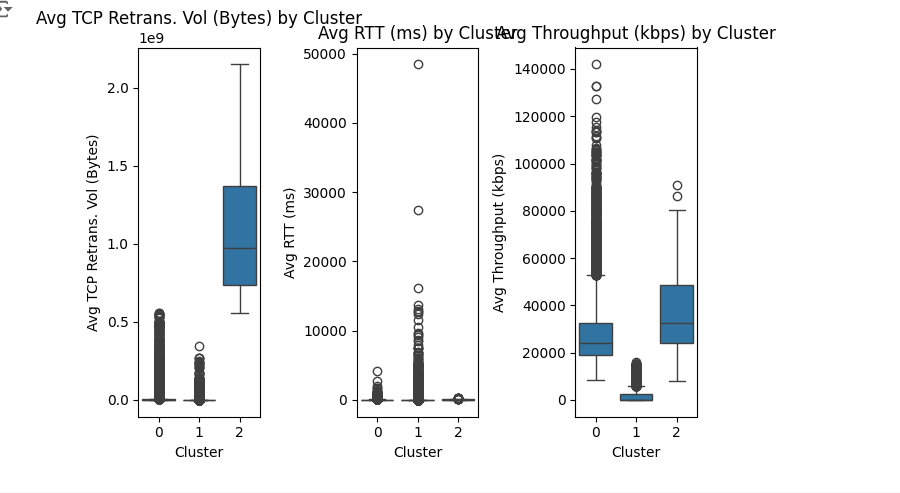 Avg TCP Retrans. Vol (Bytes) by Cluster
Avg RTT (ms) by Cluster
Avg Throughput (kbps) by Cluster
1e9
2.0
1.5
1.0
0.5
0.0
Avg TCP Retrans. Vol (Bytes)
0 1 2
Cluster
50000
40000
30000
20000
10000
0
Avg RTT (ms)
0 1 2
Cluster
140000
120000
100000
80000
60000
40000
20000
0
Avg Throughput (kbps)
0 1 2
Cluster